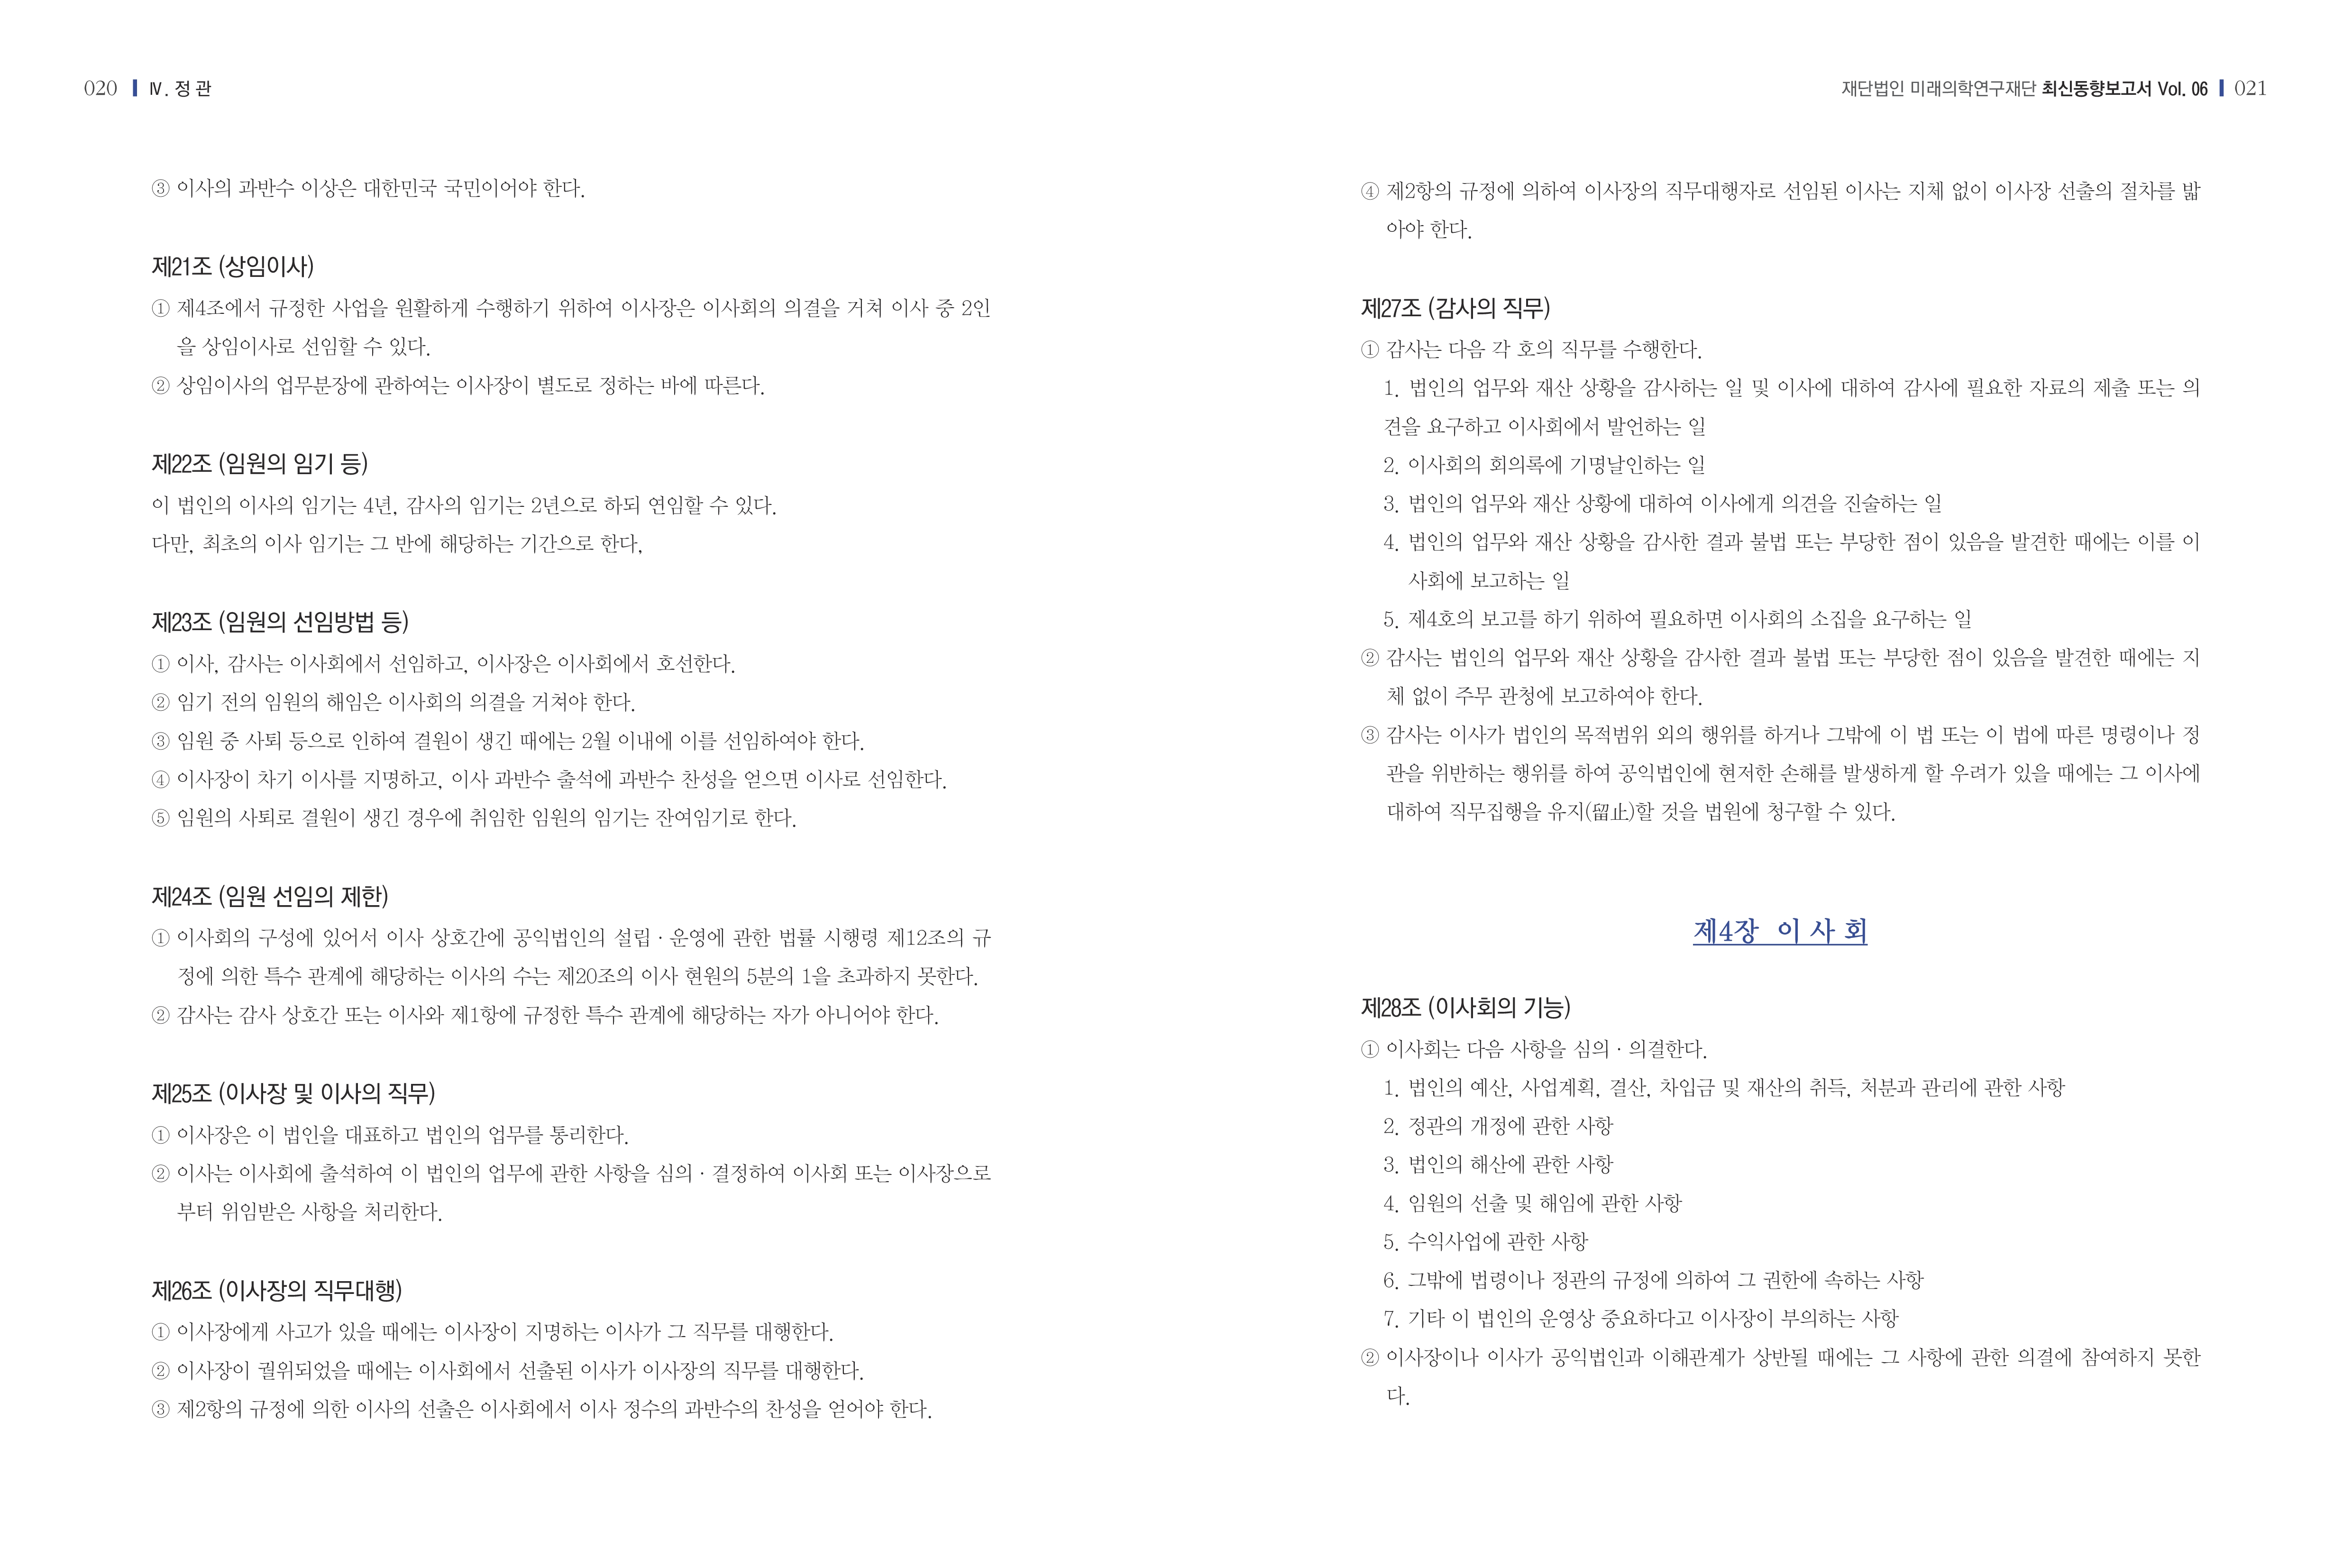 020 Ⅳ. 정 관
③ 이사의 과반수 이상은 대한민국 국민이어야 한다.
제21조 (상임이사)
① 제4조에서 규정한 사업을 원활하게 수행하기 위하여 이사장은 이사회의 의결을 거쳐 이사 중 2인
을 상임이사로 선임할 수 있다.
② 상임이사의 업무분장에 관하여는 이사장이 별도로 정하는 바에 따른다.
제22조 (임원의 임기 등)
이 법인의 이사의 임기는 4년, 감사의 임기는 2년으로 하되 연임할 수 있다.
다만, 최초의 이사 임기는 그 반에 해당하는 기간으로 한다,
제23조 (임원의 선임방법 등)
① 이사, 감사는 이사회에서 선임하고, 이사장은 이사회에서 호선한다.
② 임기 전의 임원의 해임은 이사회의 의결을 거쳐야 한다.
③ 임원 중 사퇴 등으로 인하여 결원이 생긴 때에는 2월 이내에 이를 선임하여야 한다.
④ 이사장이 차기 이사를 지명하고, 이사 과반수 출석에 과반수 찬성을 얻으면 이사로 선임한다.
⑤ 임원의 사퇴로 결원이 생긴 경우에 취임한 임원의 임기는 잔여임기로 한다.
제24조 (임원 선임의 제한)
① 이사회의 구성에 있어서 이사 상호간에 공익법인의 설립 · 운영에 관한 법률 시행령 제12조의 규
정에 의한 특수 관계에 해당하는 이사의 수는 제20조의 이사 현원의 5분의 1을 초과하지 못한다.
② 감사는 감사 상호간 또는 이사와 제1항에 규정한 특수 관계에 해당하는 자가 아니어야 한다.
제25조 (이사장 및 이사의 직무)
① 이사장은 이 법인을 대표하고 법인의 업무를 통리한다.
② 이사는 이사회에 출석하여 이 법인의 업무에 관한 사항을 심의 · 결정하여 이사회 또는 이사장으로
부터 위임받은 사항을 처리한다.
제26조 (이사장의 직무대행)
① 이사장에게 사고가 있을 때에는 이사장이 지명하는 이사가 그 직무를 대행한다.
② 이사장이 궐위되었을 때에는 이사회에서 선출된 이사가 이사장의 직무를 대행한다.
③ 제2항의 규정에 의한 이사의 선출은 이사회에서 이사 정수의 과반수의 찬성을 얻어야 한다.
재단법인 미래의학연구재단 최신동향보고서 Vol. 06 021
④ 제2항의 규정에 의하여 이사장의 직무대행자로 선임된 이사는 지체 없이 이사장 선출의 절차를 밟
아야 한다.
제27조 (감사의 직무)
① 감사는 다음 각 호의 직무를 수행한다.
1. 법인의 업무와 재산 상황을 감사하는 일 및 이사에 대하여 감사에 필요한 자료의 제출 또는 의
견을 요구하고 이사회에서 발언하는 일
2. 이사회의 회의록에 기명날인하는 일
3. 법인의 업무와 재산 상황에 대하여 이사에게 의견을 진술하는 일
4. 법인의 업무와 재산 상황을 감사한 결과 불법 또는 부당한 점이 있음을 발견한 때에는 이를 이
사회에 보고하는 일
5. 제4호의 보고를 하기 위하여 필요하면 이사회의 소집을 요구하는 일
② 감사는 법인의 업무와 재산 상황을 감사한 결과 불법 또는 부당한 점이 있음을 발견한 때에는 지
체 없이 주무 관청에 보고하여야 한다.
③ 감사는 이사가 법인의 목적범위 외의 행위를 하거나 그밖에 이 법 또는 이 법에 따른 명령이나 정
관을 위반하는 행위를 하여 공익법인에 현저한 손해를 발생하게 할 우려가 있을 때에는 그 이사에
대하여 직무집행을 유지(留止)할 것을 법원에 청구할 수 있다.
제4장 이 사 회
제28조 (이사회의 기능)
① 이사회는 다음 사항을 심의 · 의결한다.
1. 법인의 예산, 사업계획, 결산, 차입금 및 재산의 취득, 처분과 관리에 관한 사항
2. 정관의 개정에 관한 사항
3. 법인의 해산에 관한 사항
4. 임원의 선출 및 해임에 관한 사항
5. 수익사업에 관한 사항
6. 그밖에 법령이나 정관의 규정에 의하여 그 권한에 속하는 사항
7. 기타 이 법인의 운영상 중요하다고 이사장이 부의하는 사항
② 이사장이나 이사가 공익법인과 이해관계가 상반될 때에는 그 사항에 관한 의결에 참여하지 못한
다.